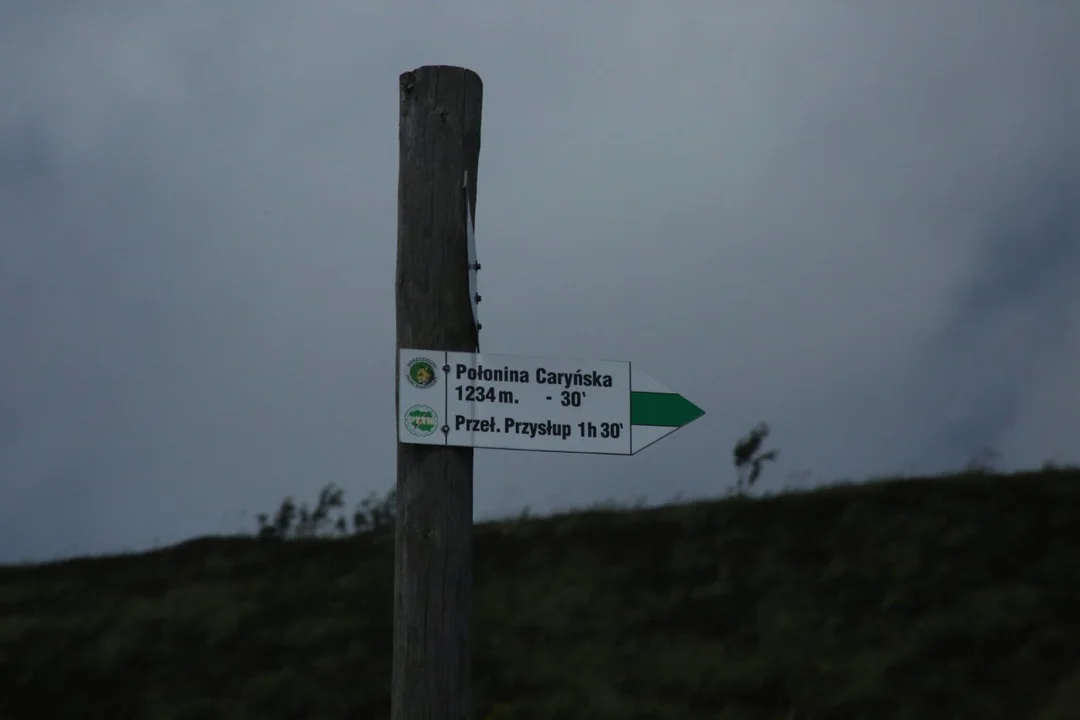 Połonina Caryńska
1234 m. - 30'
Przeł. Przysłup 1h 30'